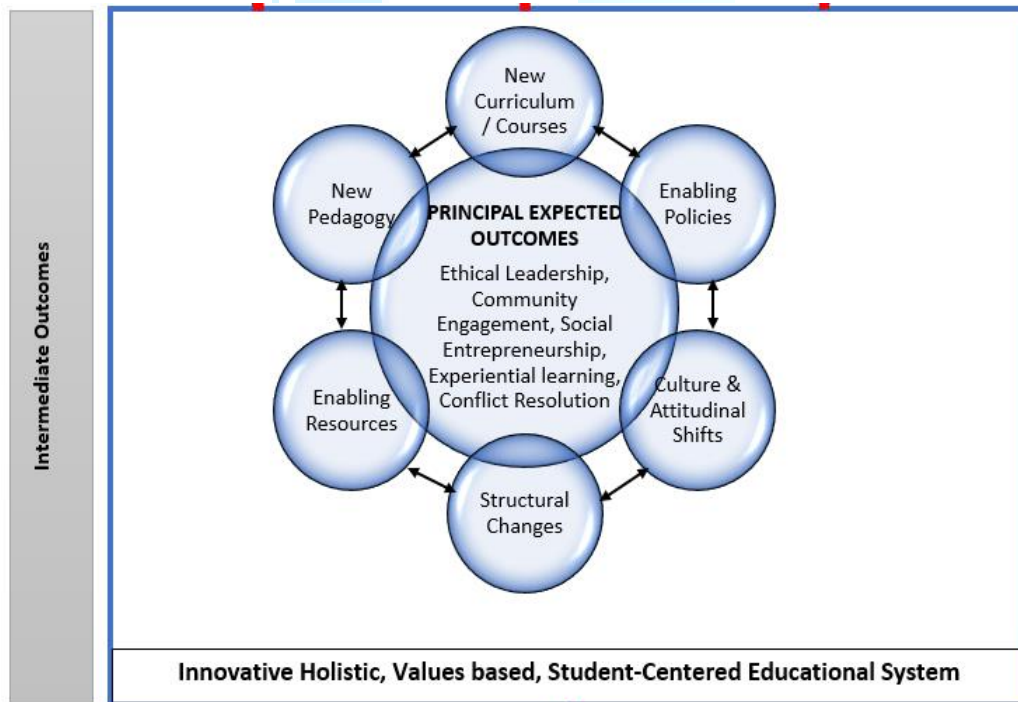 Intermediate Outcomes
New
Curriculum
/ Courses
New
Pedagogy
Enabling
Policies
PRINCIPAL EXPECTED
OUTCOMES
Ethical Leadership,
Community
Engagement, Social
Entrepreneurship,
Experiential learning,
Conflict Resolution
Enabling
Resources
Culture &
Attitudinal
Shifts
Structural
Changes
Innovative Holistic, Values based, Student-Centered Educational System